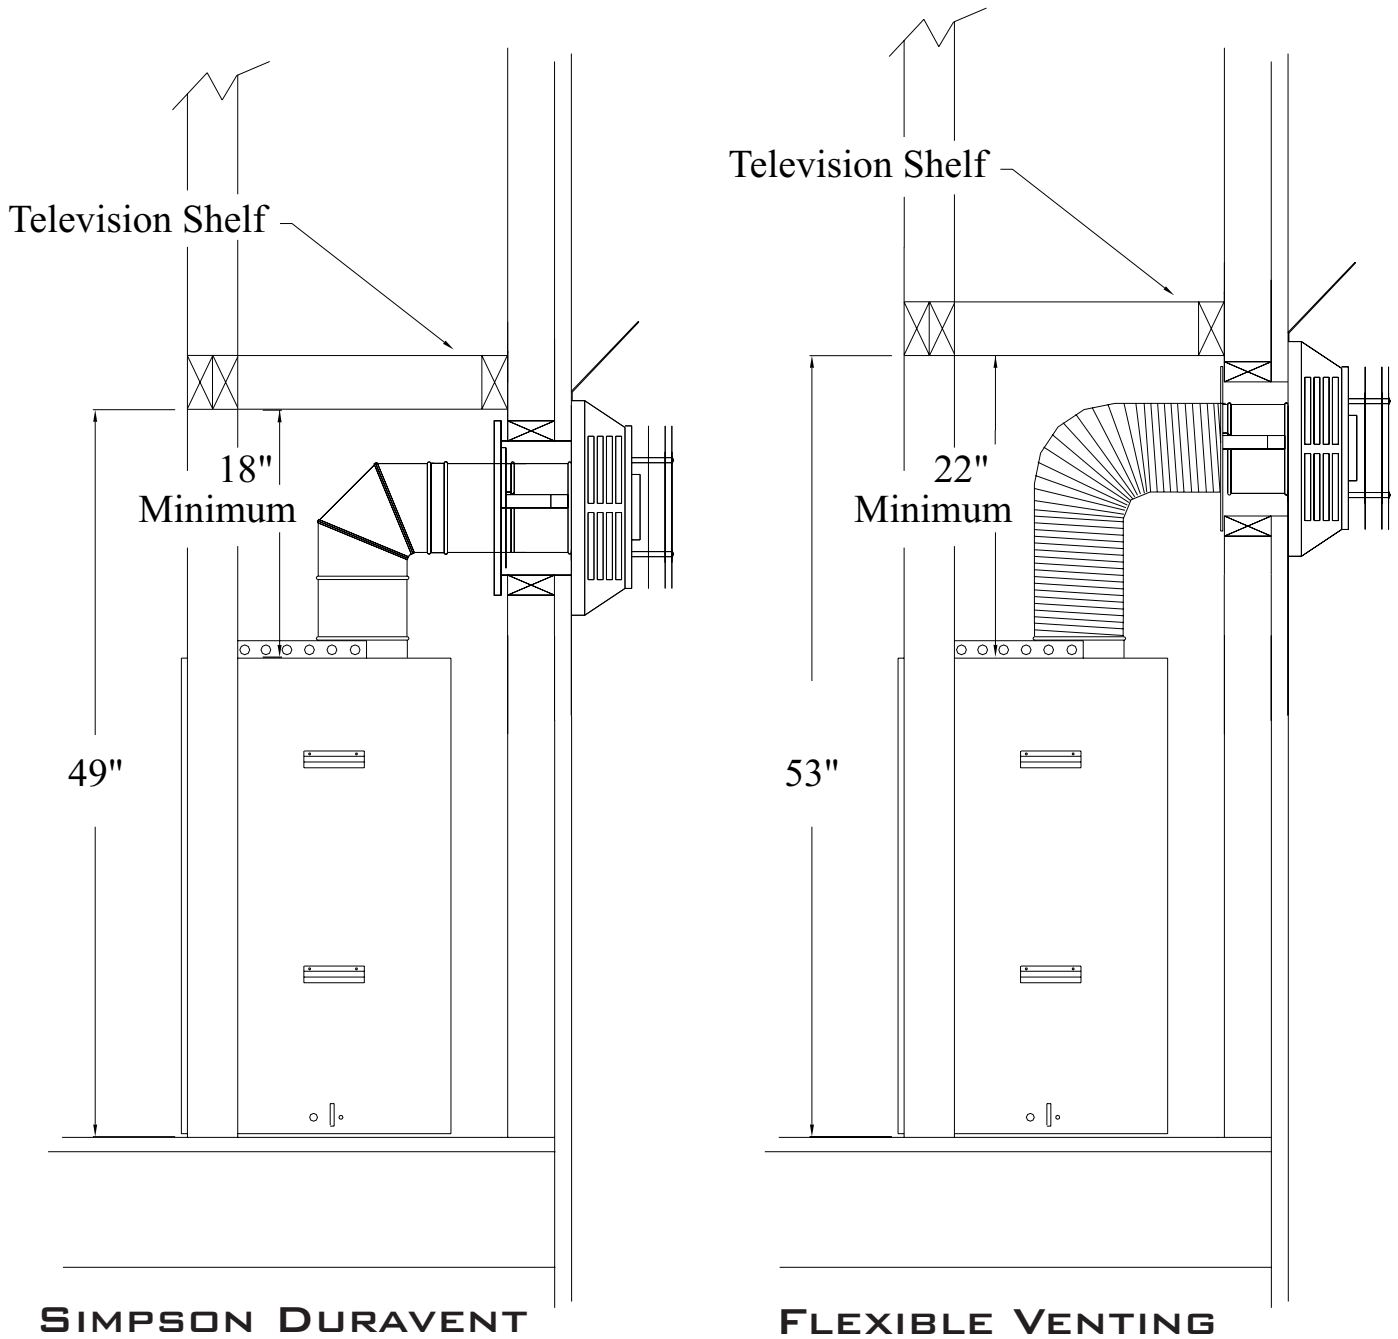 Television Shelf
18"
Minimum
49"
SIMPSON DURAVENT
Television Shelf
22"
Minimum
53"
FLEXIBLE VENTING